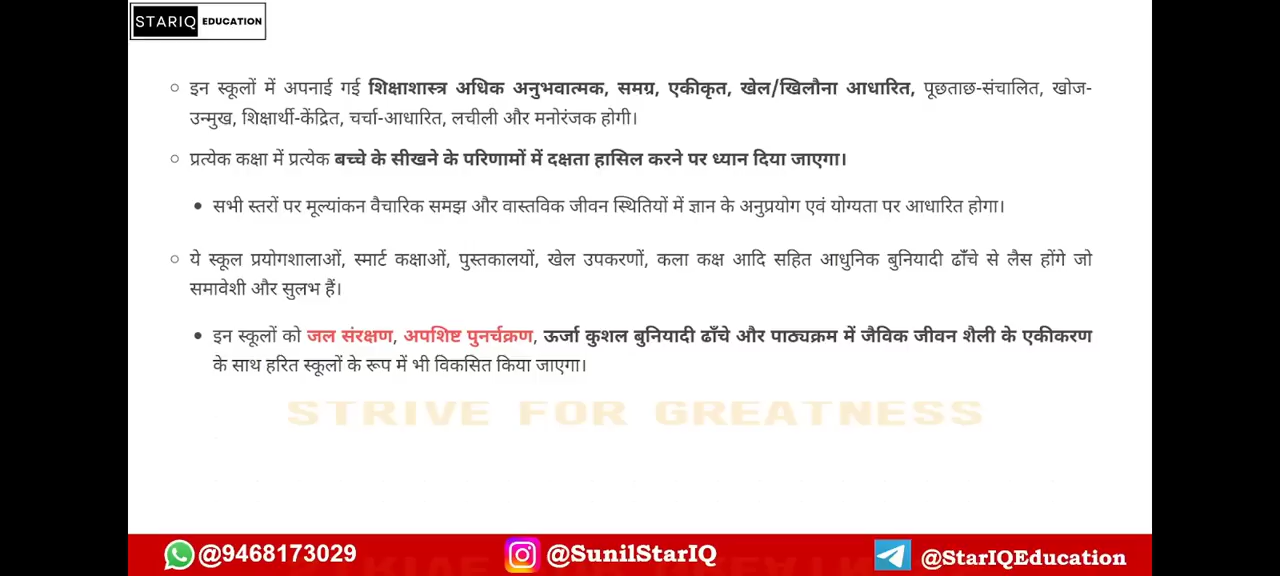 STARIQ EDUCATION
इन स्कूलों में अपनाई गई शिक्षाशास्त्र अधिक अनुभवात्मक, समग्र, एकीकृत, खेल/खिलौना आधारित, पूछताछ-संचालित, खोज-
उन्मुख, शिक्षार्थी-केंद्रित, चर्चा-आधारित, लचीली और मनोरंजक होगी।
प्रत्येक कक्षा में प्रत्येक बच्चे के सीखने के परिणामों में दक्षता हासिल करने पर ध्यान दिया जाएगा।
सभी स्तरों पर मूल्यांकन वैचारिक समझ और वास्तविक जीवन स्थितियों में ज्ञान के अनुप्रयोग एवं योग्यता पर आधारित होगा।
ये स्कूल प्रयोगशालाओं, स्मार्ट कक्षाओं, पुस्तकालयों, खेल उपकरणों, कला कक्ष आदि सहित आधुनिक बुनियादी ढाँचे से लैस होंगे जो
समावेशी और सुलभ हैं।
इन स्कूलों को जल संरक्षण, अपशिष्ट पुनर्चक्रण, ऊर्जा कुशल बुनियादी ढाँचे और पाठ्यक्रम में जैविक जीवन शैली के एकीकरण
के साथ हरित स्कूलों के रूप में भी विकसित किया जाएगा।
STRIVE FOR GREATNESS
@9468173029 @SunilStarIQ @StarIQEducation